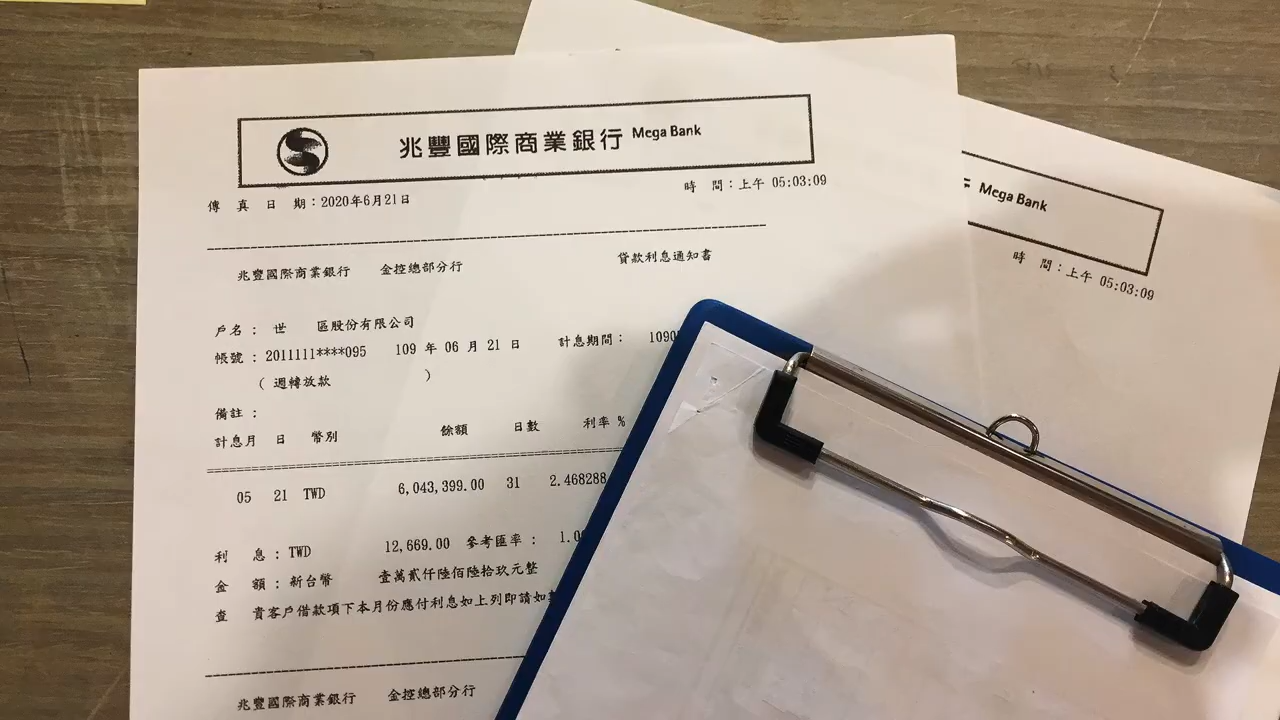 兆豐國際商業銀行 Mega Bank
傳 真 日 期：2020年6月21日 時 間：上午 05:03:09
兆豐國際商業銀行 金控總部分行 貸款利息通知書
戶名： 世 區股份有限公司
帳號：2011111****095 109 年 06 月 21 日 計息期間： 1090
（ 週轉放款 ）
備註：
計息月 日 幣別 餘額 日數 利率 %
05 21 TWD 6,043,399.00 31 2.468288
利 息：TWD 12,669.00 參考匯率： 1.00
金 額：新台幣 壹萬貳仟陸佰陸拾玖元整
查 貴客戶借款項下本月份應付利息如上列即請如
兆豐國際商業銀行 金控總部分行
Mega Bank
時 間：上午 05:03:09